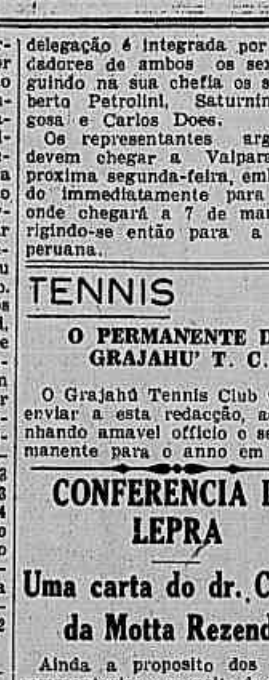 delegação é integrada por
dadores de ambos os sex
guindo na sua chefia os s
berto Petrolini, Saturnin
gosa e Carlos Does.
Os representantes arg
devem chegar a Valpara
proxima segunda-feira, emb
do immediatamente para
onde chegará a 7 de mar
rigindo-se então para a
peruana.
TENNIS
O PERMANENTE D
GRAJAHU' T. C.
O Grajahú Tennis Club
enviar a esta redacção, a
nhando amavel officio o se
manente para o anno em
CONFERENCIA
LEPRA
Uma carta do dr. C
da Motta Rezend
Ainda a proposito dos